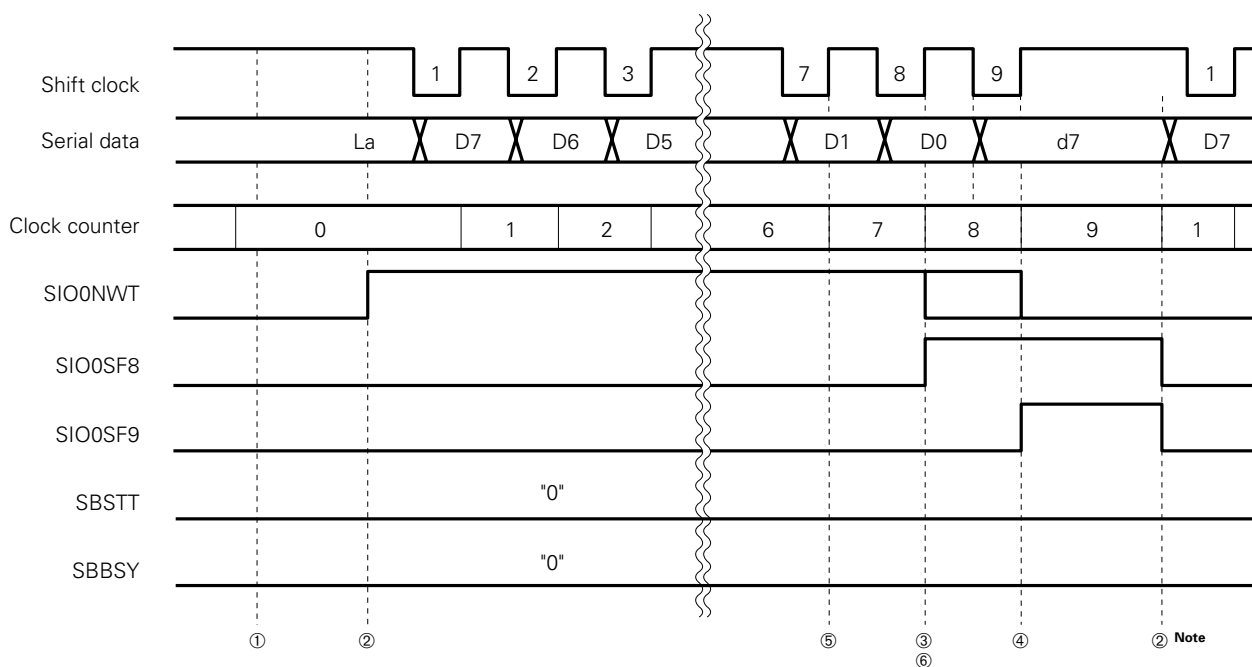 Shift clock 1 2 3 7 8 9 1
Serial data La D7 D6 D5 D1 D0 d7 D7
Clock counter 0 1 2 6 7 8 9 1
SIO0NWT
SIO0SF8
SIO0SF9
SBSTT "0"
SBBSY "0"
① ② ⑤ ③ ④ ② Note
⑥